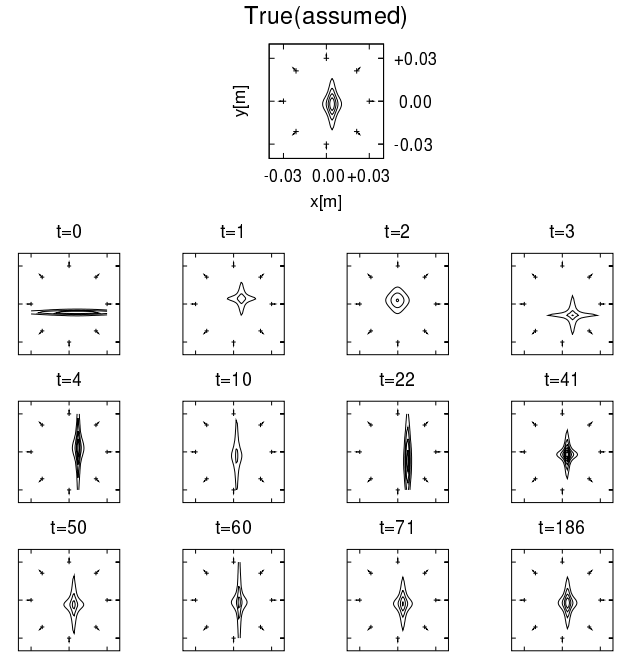 True(assumed)
+0.03
y[m]
0.00
-0.03
-0.03 0.00 +0.03
x[m]
t=0 t=1 t=2 t=3
t=4 t=10 t=22 t=41
t=50 t=60 t=71 t=186